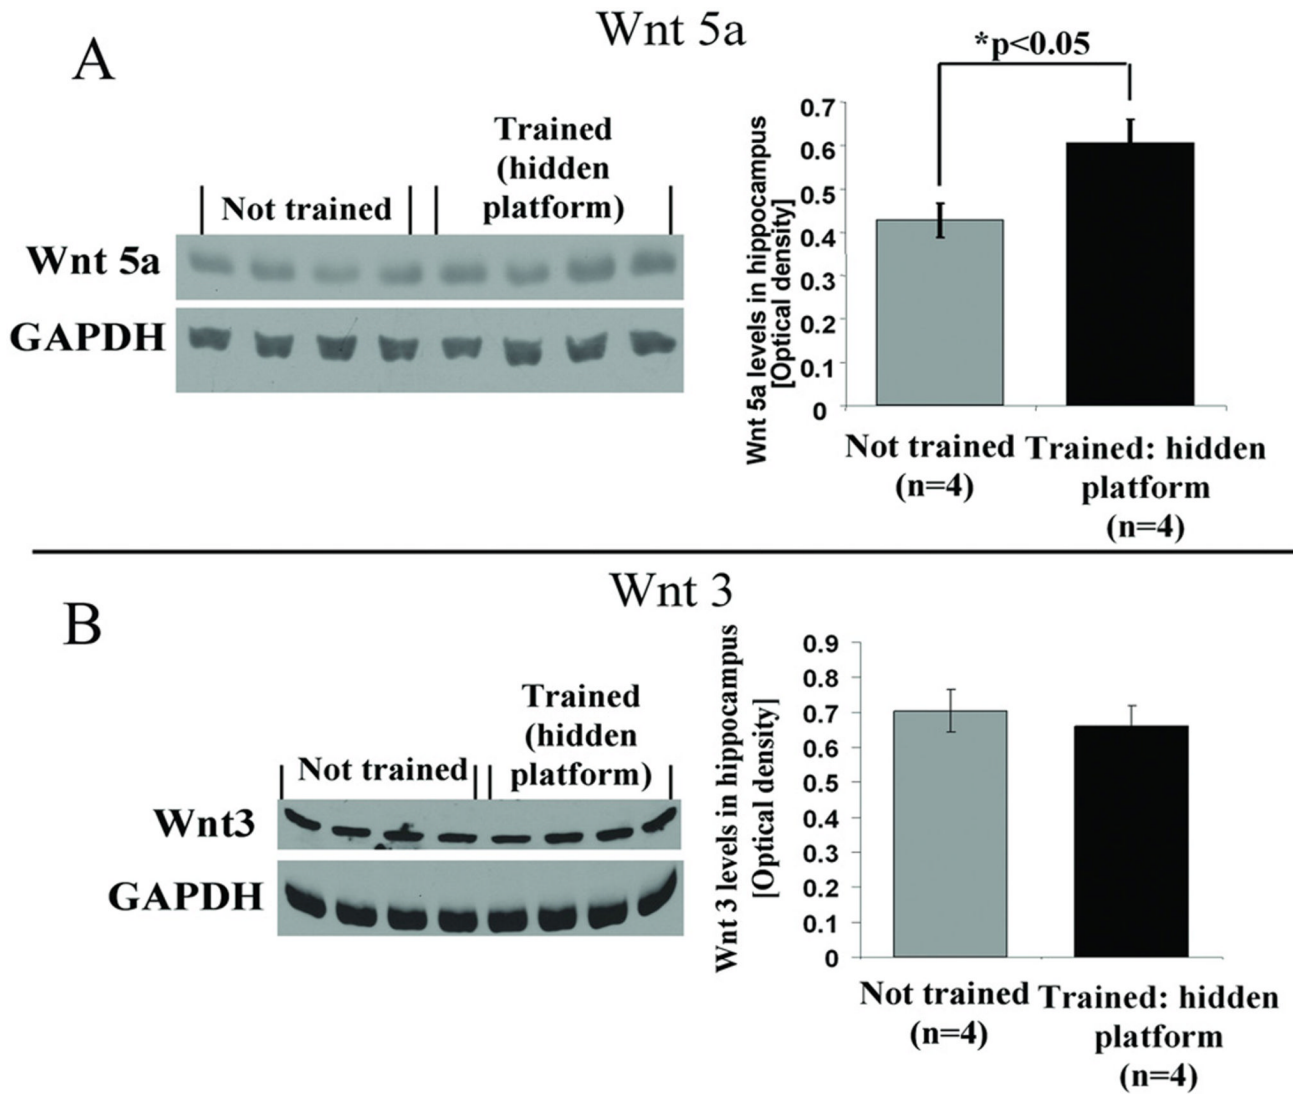 Wnt 5a
A
Trained
(hidden
platform)
Not trained
Wnt 5a
GAPDH
*p<0.05
Wnt 5a levels in hippocampus
[Optical density]
0.7
0.6
0.5
0.4
0.3
0.2
0.1
0
Not trained
(n=4)
Trained: hidden
platform
(n=4)
Wnt 3
B
Trained
(hidden
platform)
Not trained
Wnt3
GAPDH
Wnt 3 levels in hippocampus
[Optical density]
0.9
0.8
0.7
0.6
0.5
0.4
0.3
0.2
0.1
0
Not trained
(n=4)
Trained: hidden
platform
(n=4)